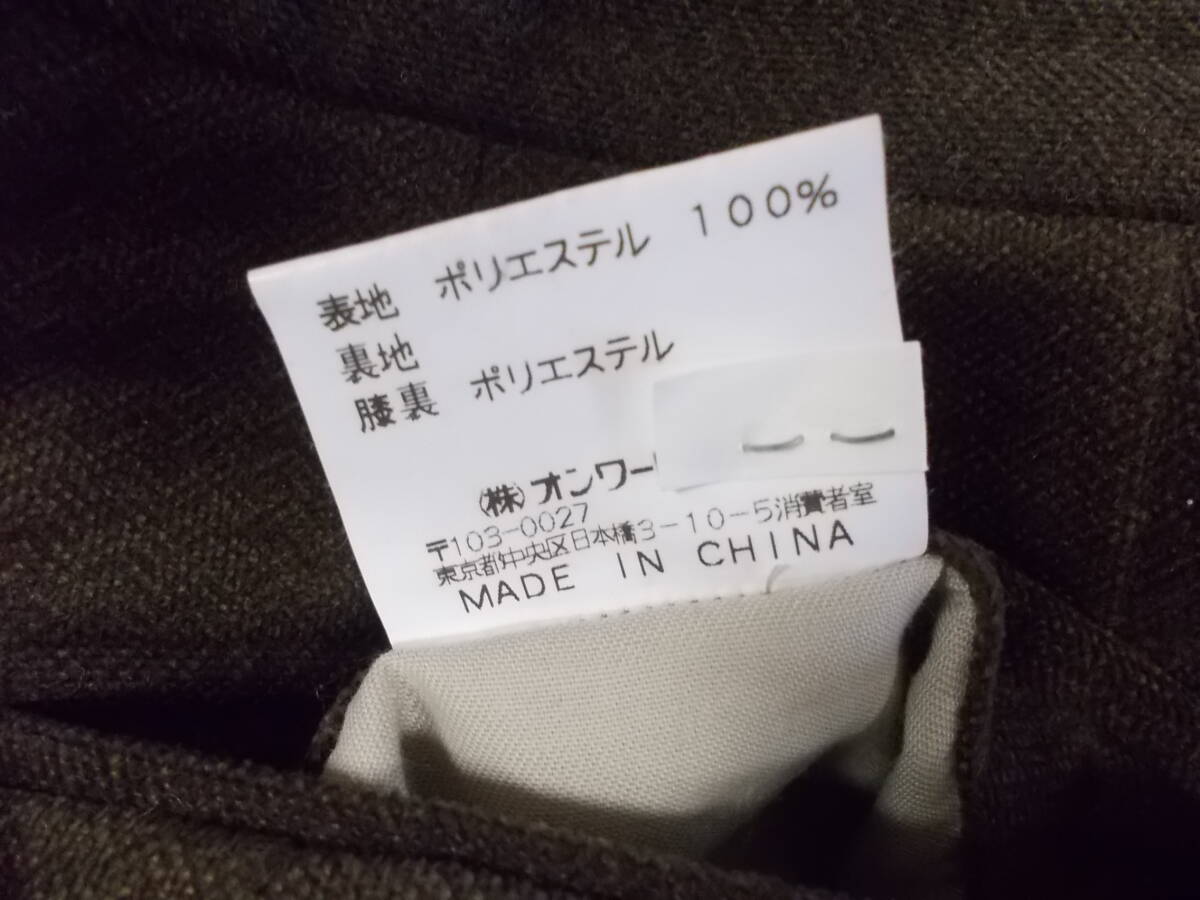 表地 ポリエステル 100%
裏地
膝裏 ポリエステル
(株)オンワー
〒103-0027
東京都中央区日本橋3-10-5消費者室
MADE IN CHINA